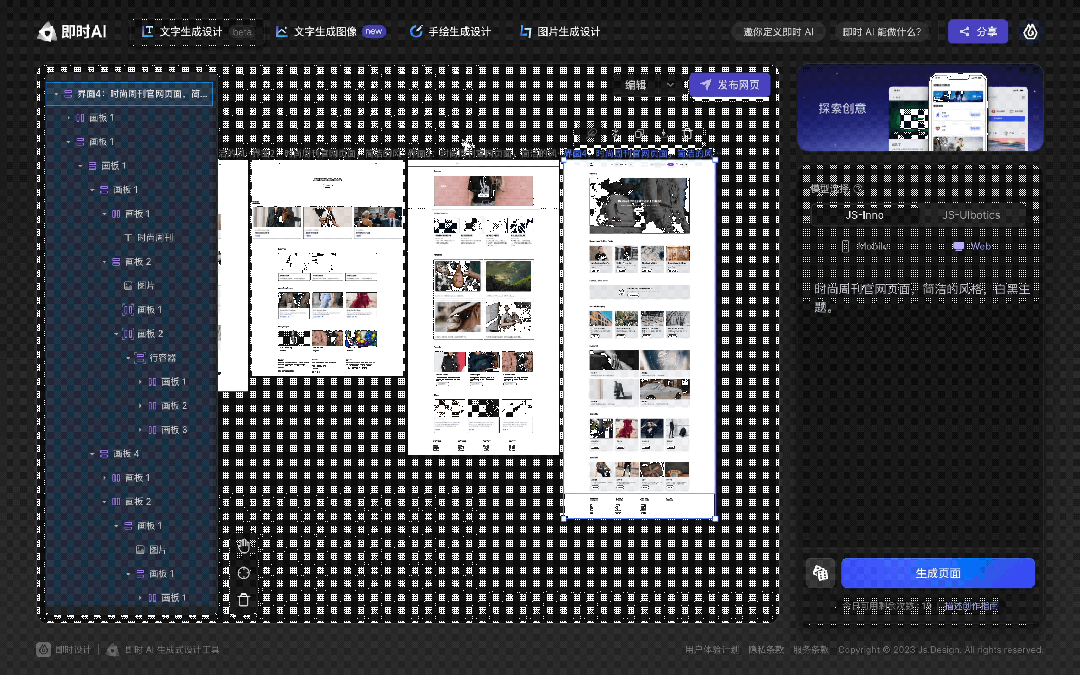 即时AI
文字生成设计 beta
文字生成图像 new
手绘生成设计
图片生成设计
邀你定义即时 AI
即时 AI 能做什么?
分享
界面4：时尚周刊官网页面，简...
画板 1
画板 1
画板 1
画板 1
画板 1
时尚周刊
画板 2
图片
画板 1
画板 2
行容器
画板 1
画板 2
画板 3
画板 4
画板 1
画板 2
画板 1
图片
画板 1
画板 1
编辑
发布网页
探索创意
模型选择
JS-Inno
JS-UIbotics
Mobile
Web
时尚周刊官网页面，简洁的风格，白黑主
题。
生成页面
即时设计
即时 AI 生成式设计工具
用户体验计划
隐私条款
服务条款
Copyright © 2023 Js.Design. All rights reserved.